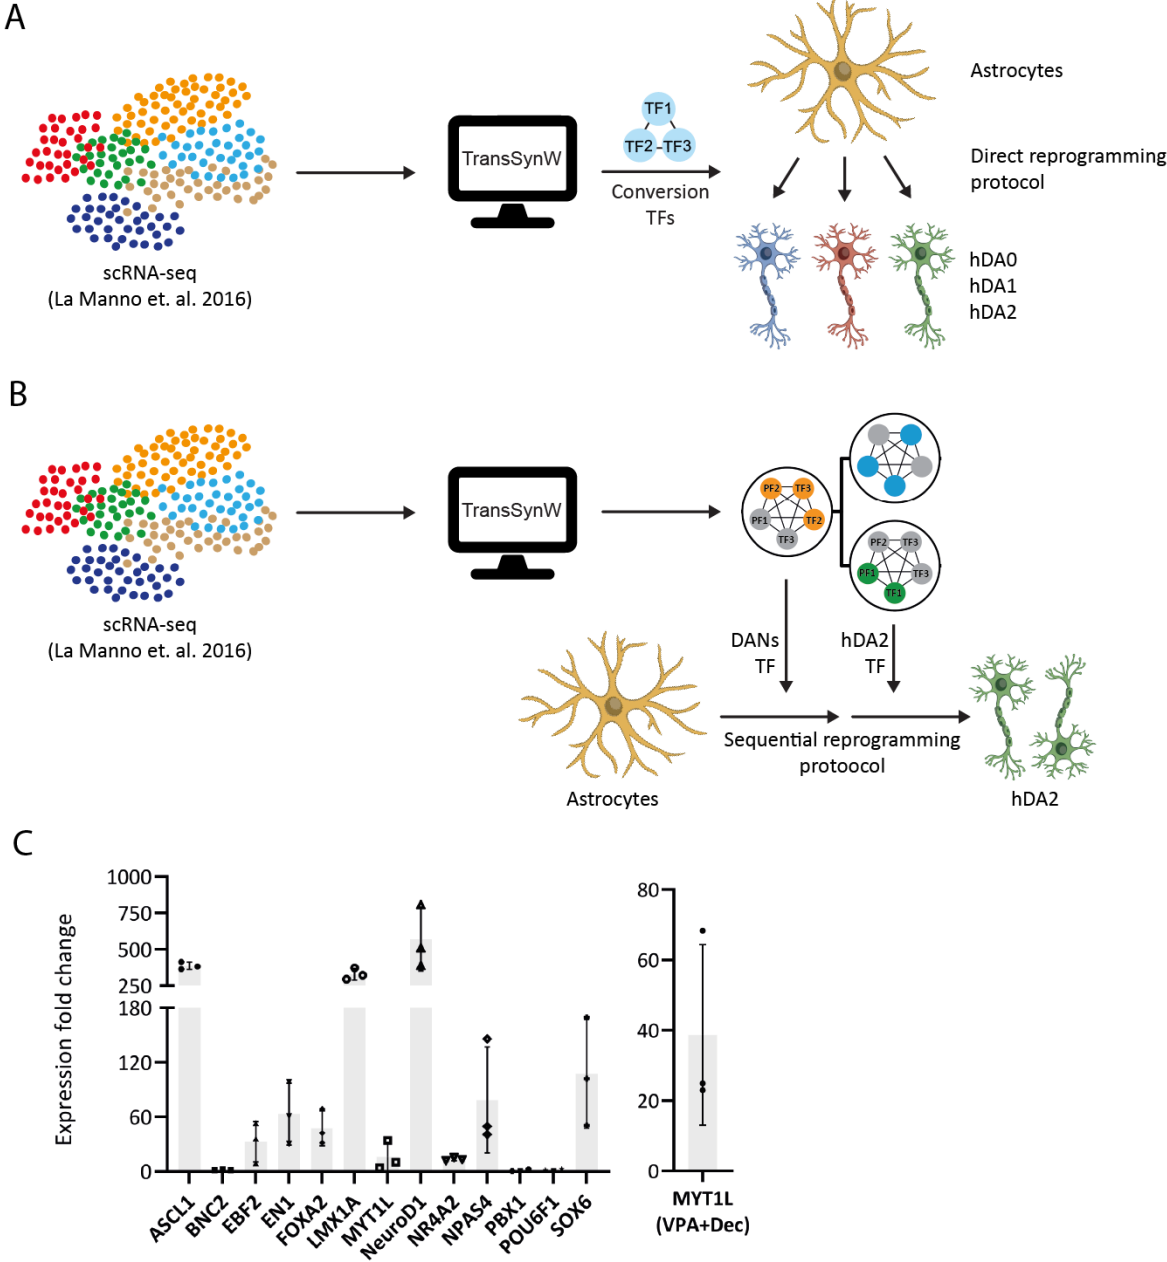 A
scRNA-seq
(La Manno et. al. 2016)
TransSynW
TF1
TF2
TF3
Conversion
TFs
Astrocytes
Direct reprogramming
protocol
hDA0
hDA1
hDA2
B
scRNA-seq
(La Manno et. al. 2016)
TransSynW
PF2
TF3
PF1
TF2
TF3
PF2
TF3
PF1
TF3
TF1
DANs
TF
hDA2
TF
Sequential reprogramming
protoocol
Astrocytes
hDA2
C
Expression fold change
1000
750
500
250
180
120
60
0
ASCL1
BNC2
EBF2
EN1
FOXA2
LMX1A
MYT1L
NeuroD1
NR4A2
NPAS4
PBX1
POU6F1
SOX6
80
60
40
20
0
MYT1L
(VPA+Dec)